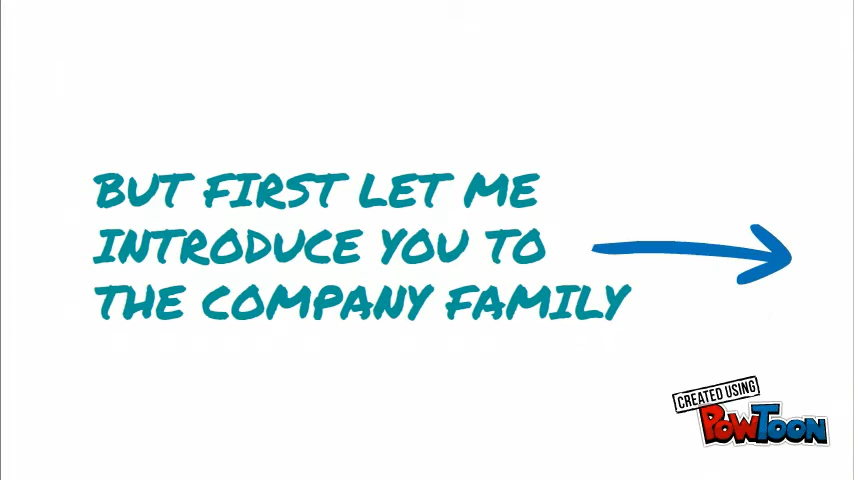 BUT FIRST LET ME
INTRODUCE YOU TO
THE COMPANY FAMILY
CREATED USING
POWTOON